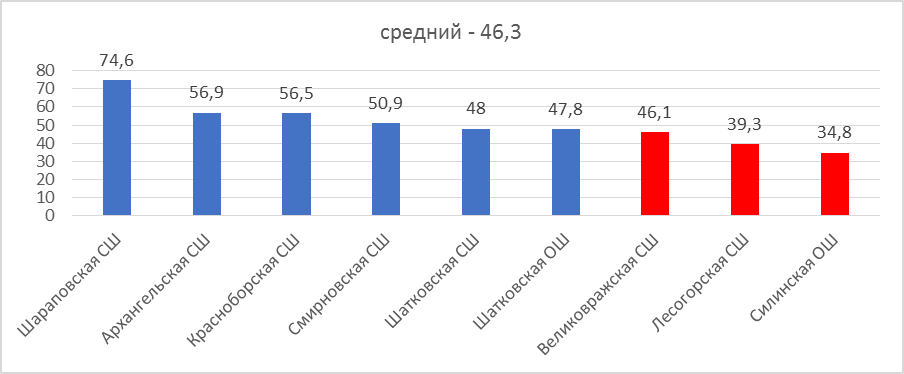 средний - 46,3
74,6
56,9
56,5
50,9
48
47,8
46,1
39,3
34,8
80
70
60
50
40
30
20
10
0
Шараповская СШ
Архангельская СШ
Красноборская СШ
Смирновская СШ
Шатковская СШ
Шатковская ОШ
Великовражская СШ
Лесогорская СШ
Силинская ОШ